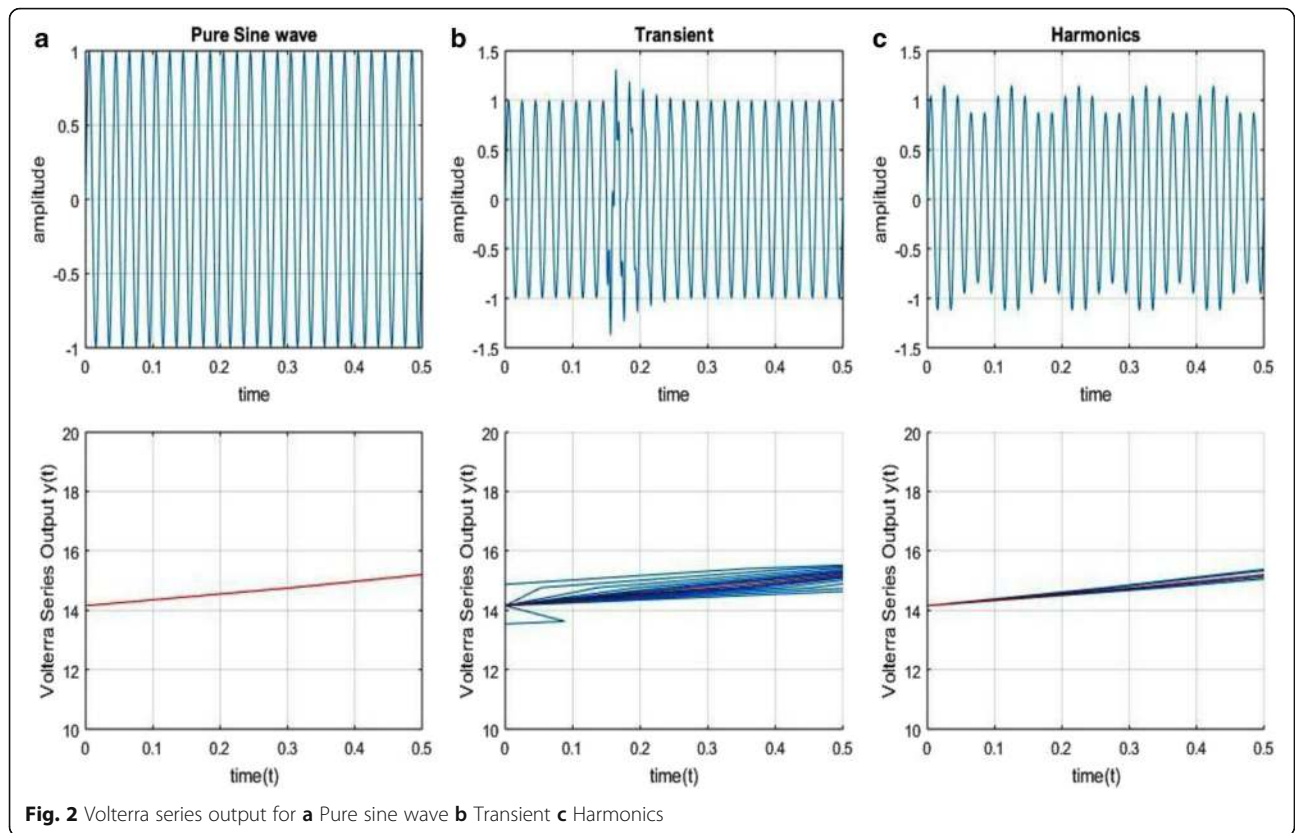 a
Pure Sine wave
1
0.5
0
-0.5
-1
amplitude
0 0.1 0.2 0.3 0.4 0.5
time
b
Transient
1.5
1
0.5
0
-0.5
-1
-1.5
amplitude
0 0.1 0.2 0.3 0.4 0.5
time
c
Harmonics
1.5
1
0.5
0
-0.5
-1
-1.5
amplitude
0 0.1 0.2 0.3 0.4 0.5
time
20
18
16
14
12
10
Volterra Series Output y(t)
0 0.1 0.2 0.3 0.4 0.5
time(t)
20
18
16
14
12
10
Volterra Series Output y(t)
0 0.1 0.2 0.3 0.4 0.5
time(t)
20
18
16
14
12
10
Volterra Series Output y(t)
0 0.1 0.2 0.3 0.4 0.5
time(t)
Fig. 2 Volterra series output for a Pure sine wave b Transient c Harmonics